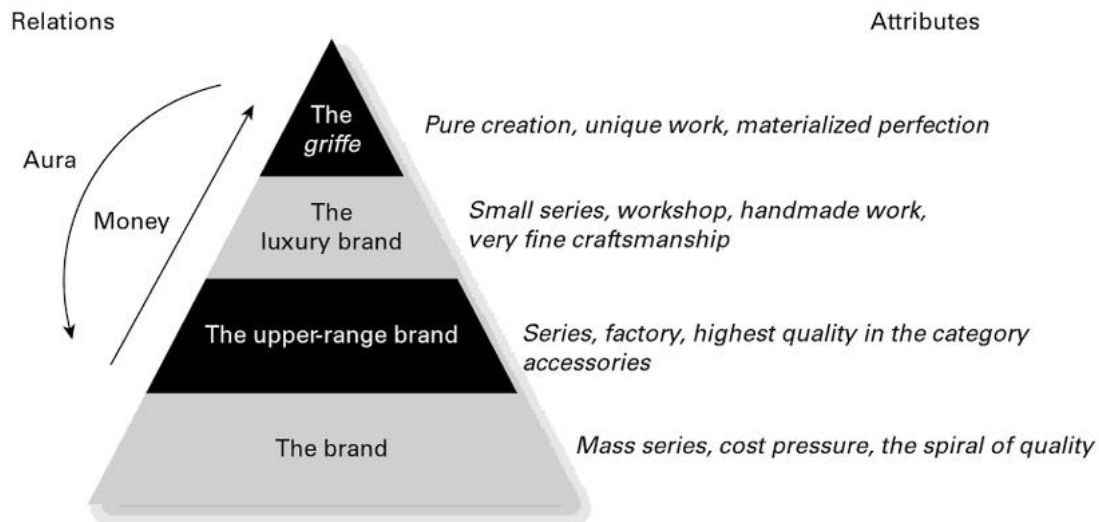 Relations
Attributes
The
griffe
Pure creation, unique work, materialized perfection
Aura
Money
The
luxury brand
Small series, workshop, handmade work,
very fine craftsmanship
The upper-range brand
Series, factory, highest quality in the category
accessories
The brand
Mass series, cost pressure, the spiral of quality